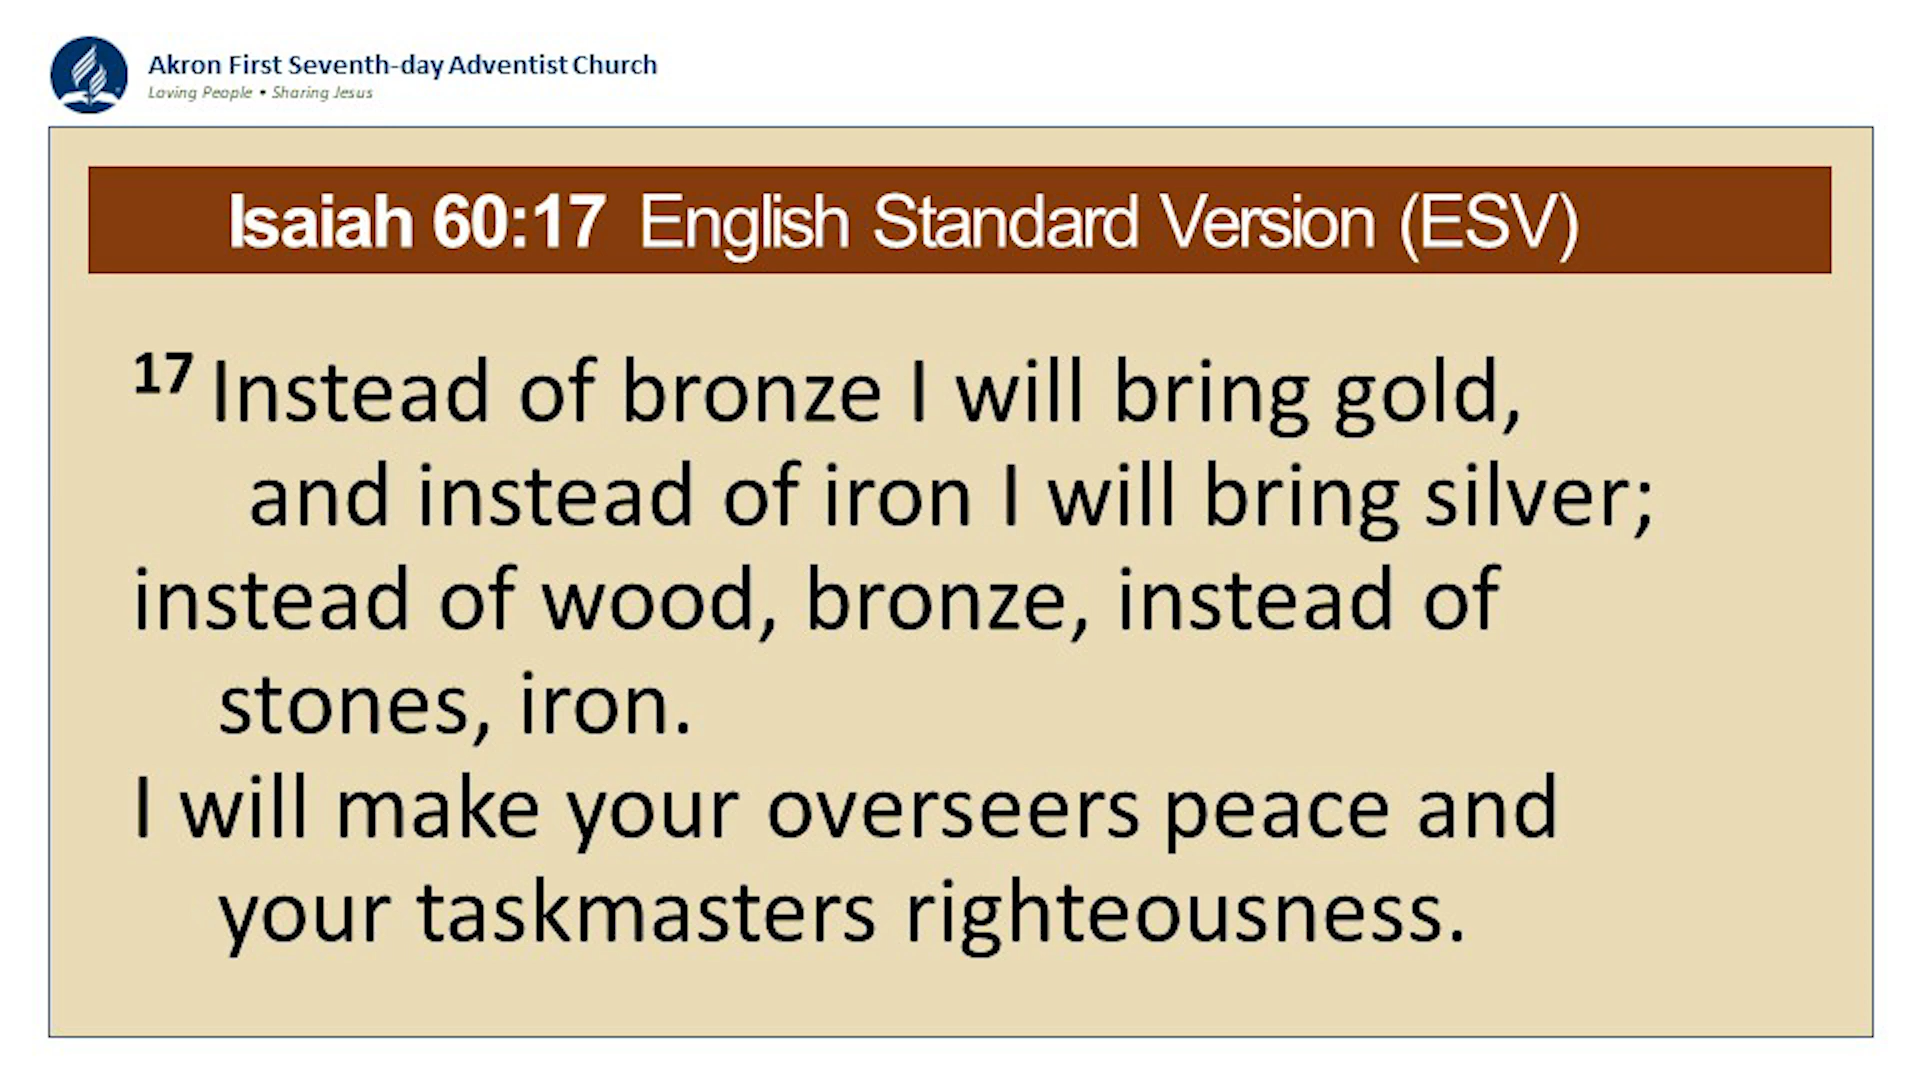 Akron First Seventh-day Adventist Church
Loving People • Sharing Jesus
Isaiah 60:17 English Standard Version (ESV)
17 Instead of bronze I will bring gold,
and instead of iron I will bring silver;
instead of wood, bronze, instead of
stones, iron.
I will make your overseers peace and
your taskmasters righteousness.